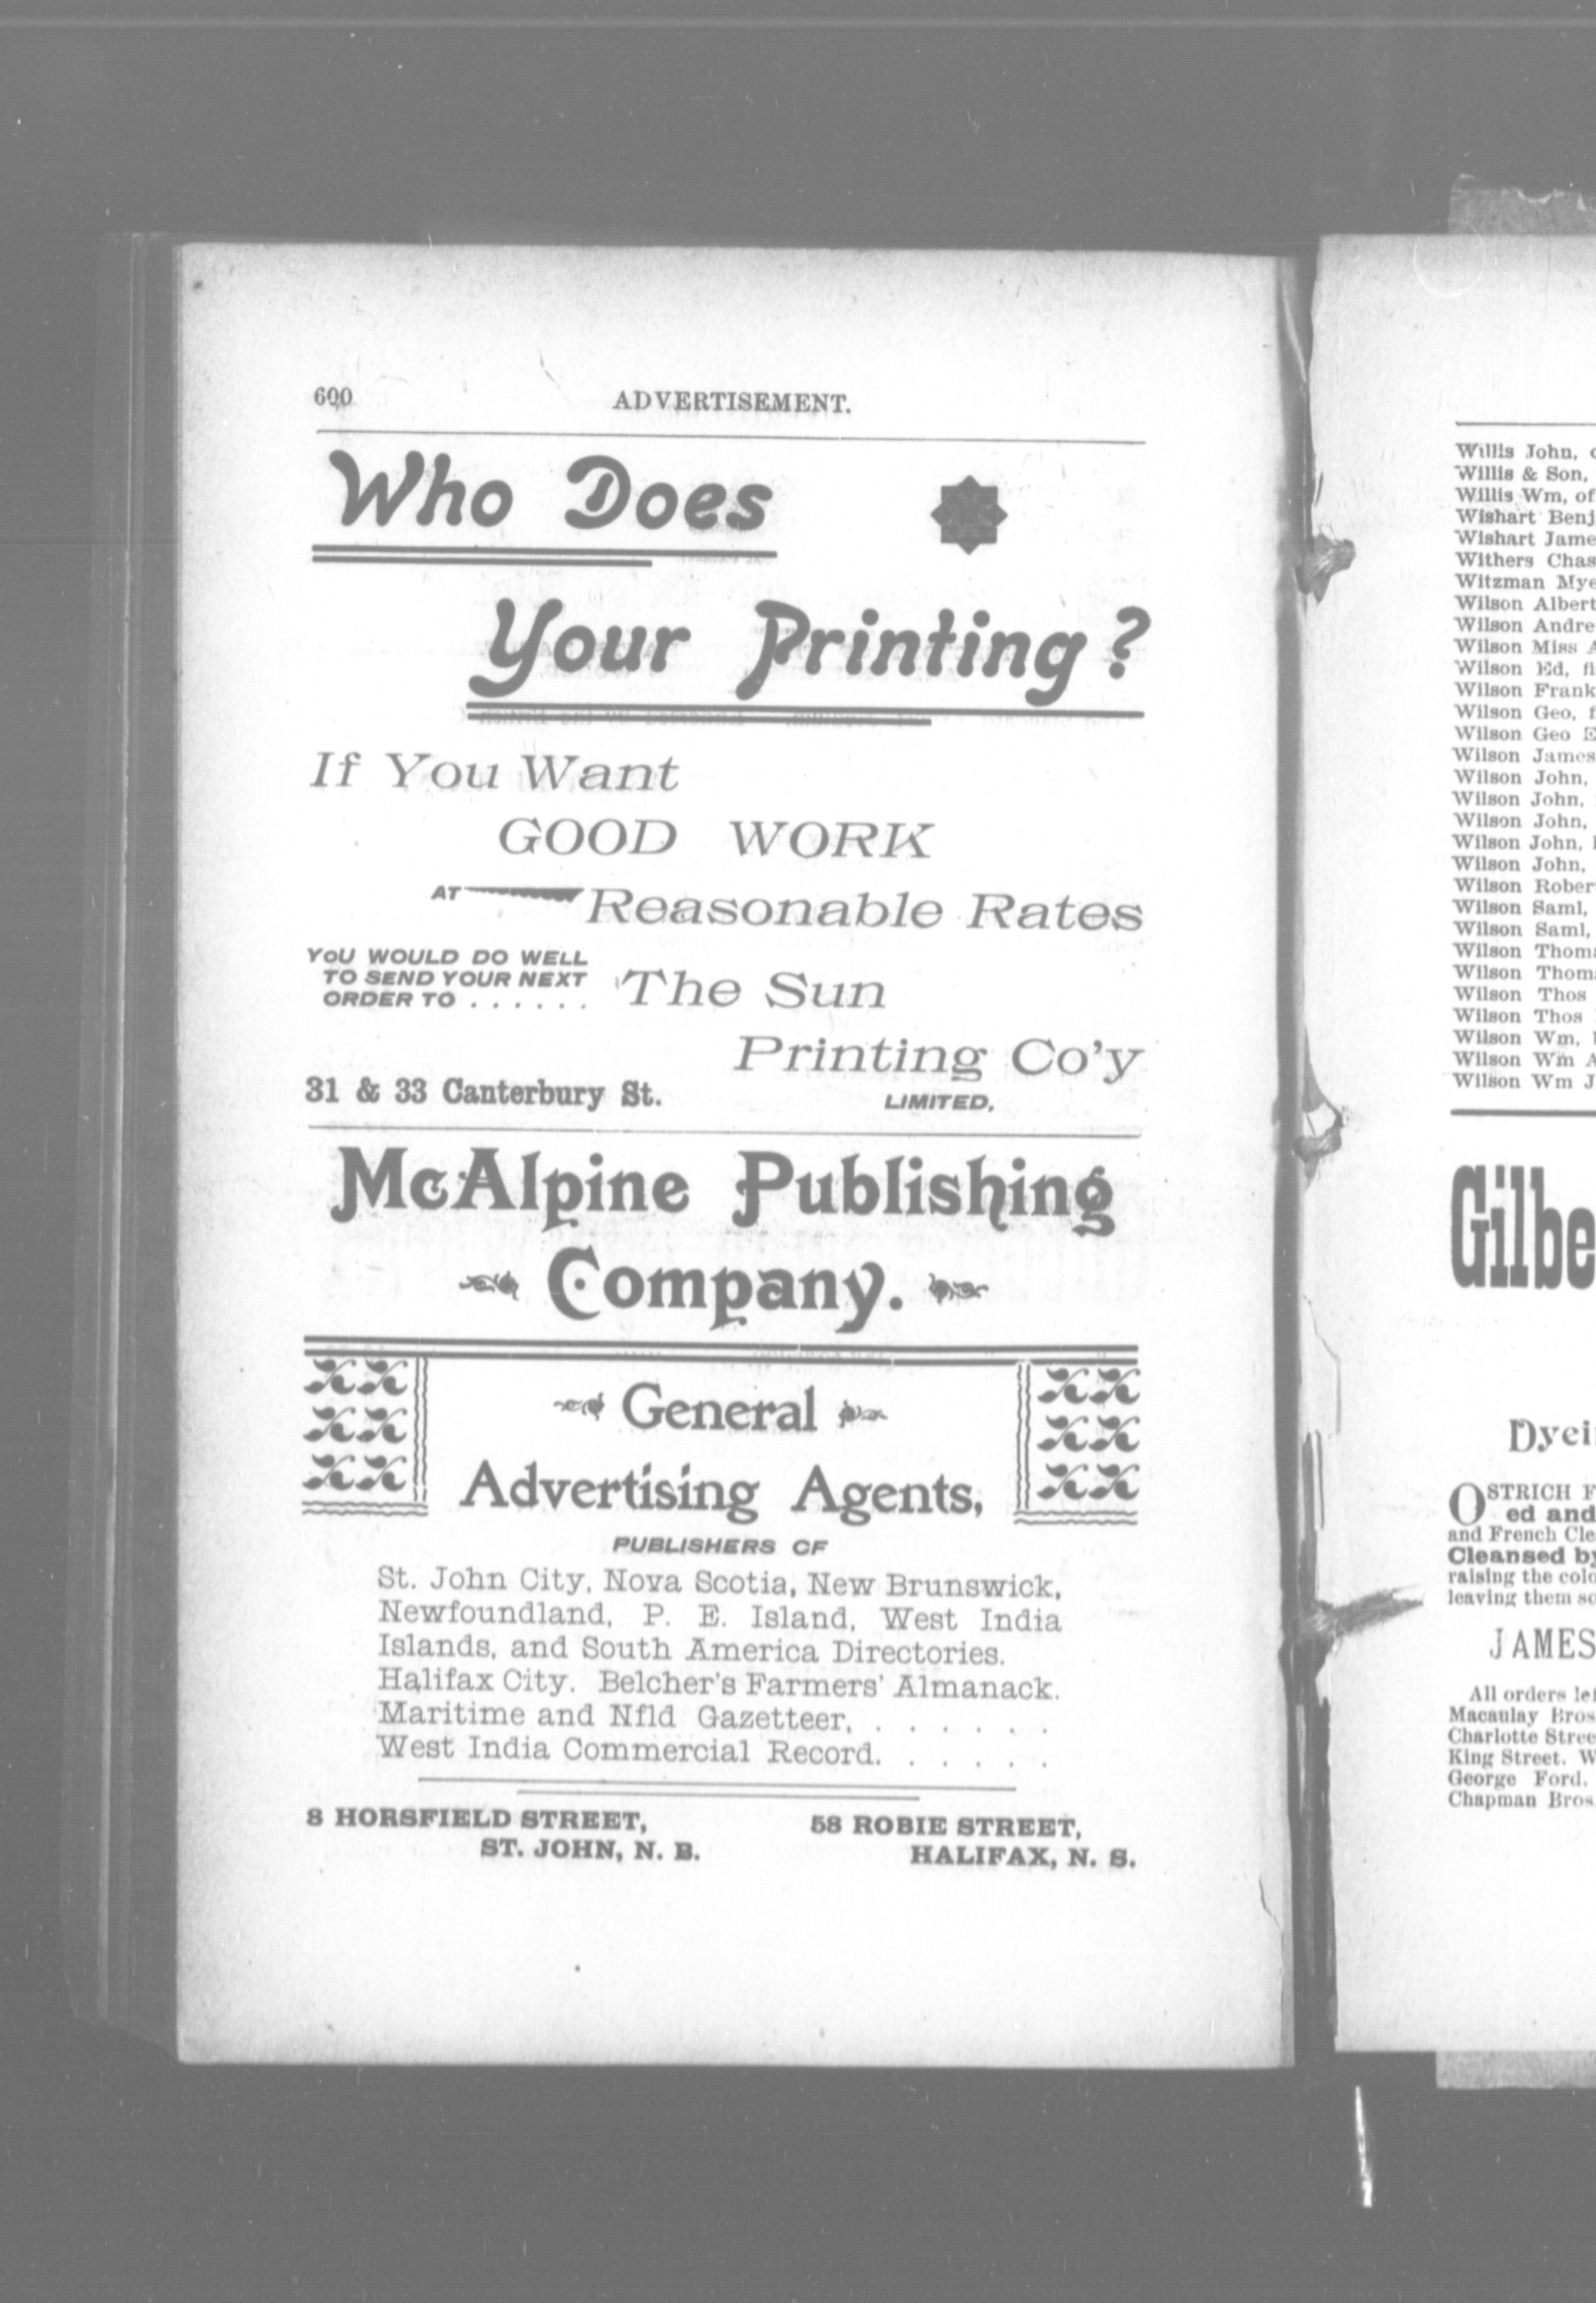 600
ADVERTISEMENT.
Who Does
Your Printing?
If You Want
GOOD WORK
AT Reasonable Rates
YoU WOULD DO WELL
TO SEND YOUR NEXT
ORDER TO . . . . . .
The Sun
Printing Co'y
LIMITED.
31 & 33 Canterbury St.
McAlpine Publishing
Company.
General
Advertising Agents,
PUBLISHERS OF
St. John City, Nova Scotia, New Brunswick,
Newfoundland, P. E. Island, West India
Islands, and South America Directories.
Halifax City. Belcher's Farmers' Almanack.
Maritime and Nfld Gazetteer, . . . . . .
West India Commercial Record. . . . . .
8 HORSFIELD STREET,
ST. JOHN, N. B.
58 ROBIE STREET,
HALIFAX, N. S.
Willis John,
Willis & Son,
Willis Wm, of
Wishart Benj
Wishart Jame
Withers Chas
Witzman Mye
Wilson Albert
Wilson Andre
Wilson Miss
Wilson Ed,
Wilson Frank
Wilson Geo,
Wilson Geo
Wilson James
Wilson John,
Wilson John,
Wilson John,
Wilson John,
Wilson John,
Wilson Rober
Wilson Saml,
Wilson Saml,
Wilson Thoma
Wilson Thoma
Wilson Thos
Wilson Thos
Wilson Wm,
Wilson Wm A
Wilson Wm J
Gilbe
Dyei
OSTRICH F
ed and
and French Cle
Cleansed by
raising the colo
leaving them so
JAMES
All orders lef
Macaulay Bros
Charlotte Stree
King Street. W
George Ford,
Chapman Bros